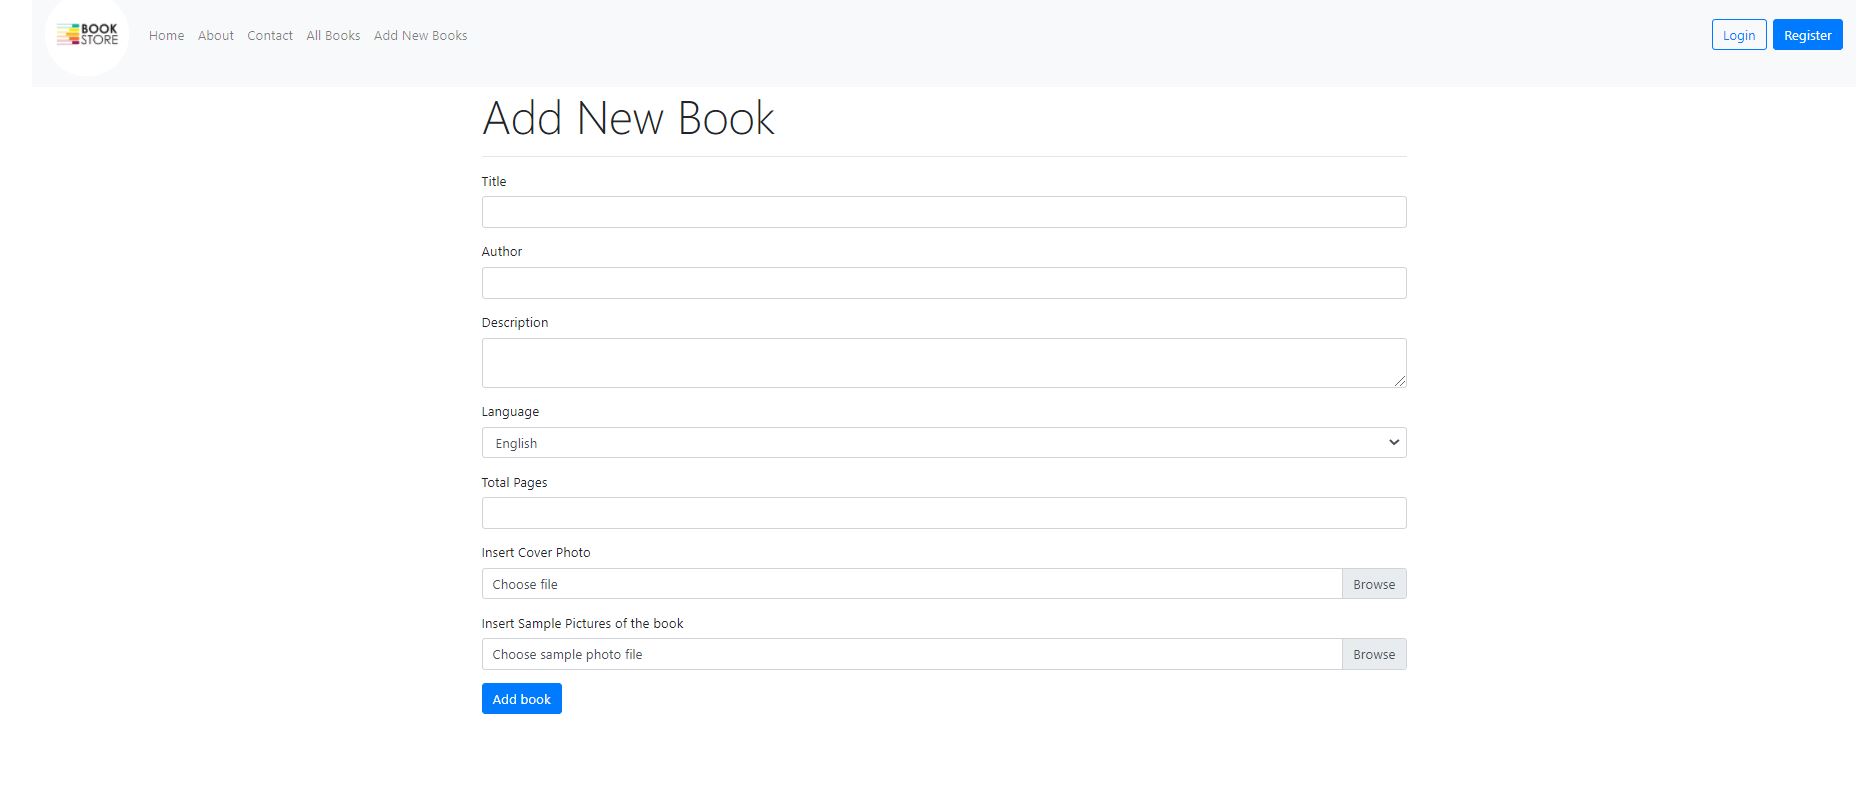 BOOK
STORE
Home About Contact All Books Add New Books Login Register
Add New Book
Title
Author
Description
Language
English
Total Pages
Insert Cover Photo
Choose file Browse
Insert Sample Pictures of the book
Choose sample photo file Browse
Add book